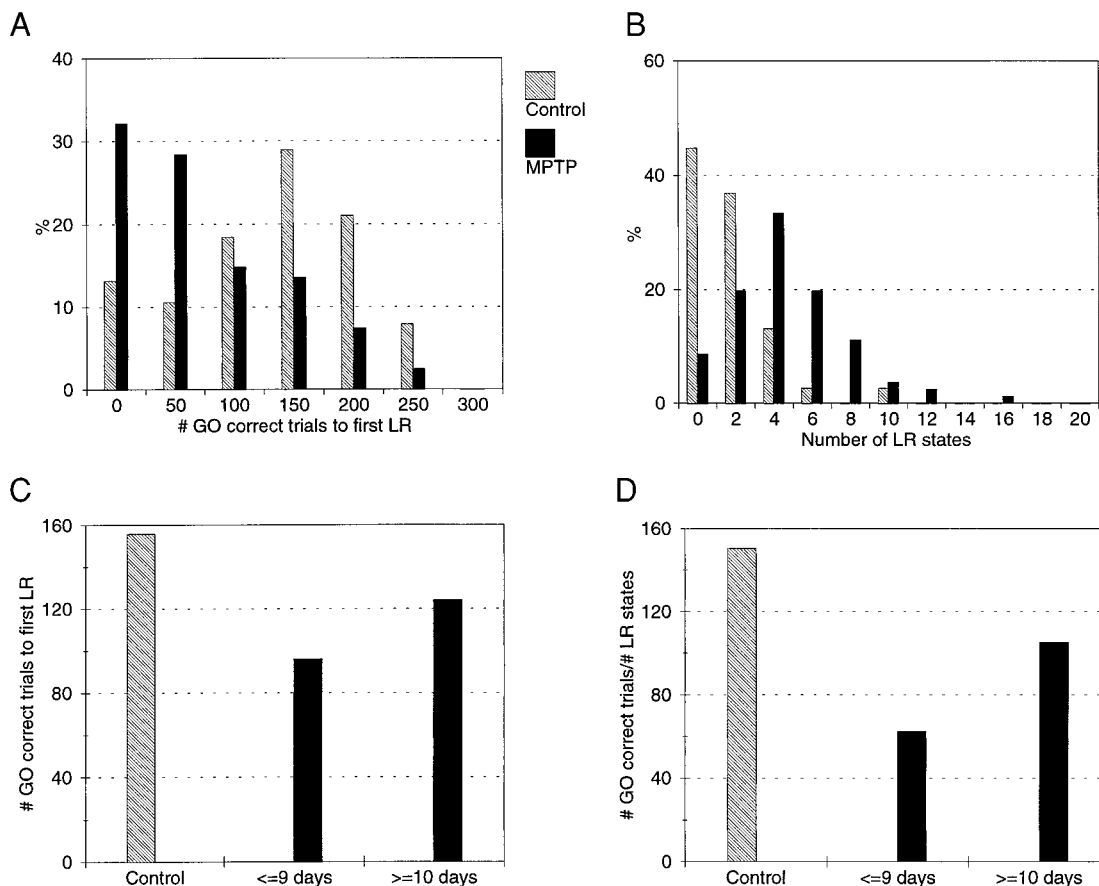 A
40
30
20
10
0
%
0 50 100 150 200 250 300
# GO correct trials to first LR
Control
MPTP
B
60
40
20
0
%
0 2 4 6 8 10 12 14 16 18 20
Number of LR states
C
160
120
80
40
0
# GO correct trials to first LR
Control <=9 days >=10 days
D
160
120
80
40
0
# GO correct trials/# LR states
Control <=9 days >=10 days